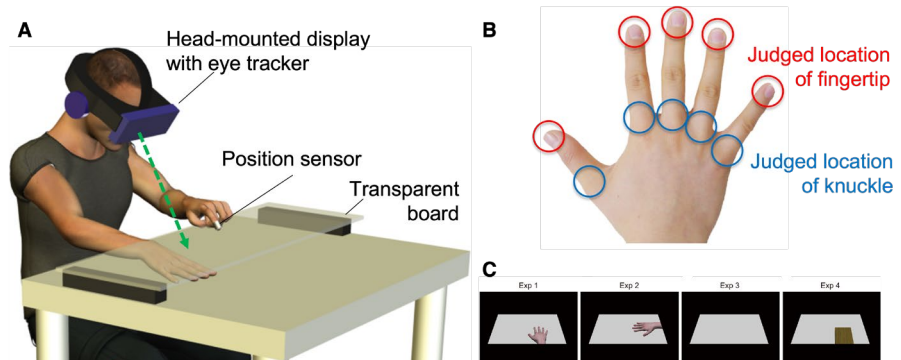 A
Head-mounted display
with eye tracker
Position sensor
Transparent
board
B
Judged location
of fingertip
Judged location
of knuckle
C
Exp 1
Exp 2
Exp 3
Exp 4